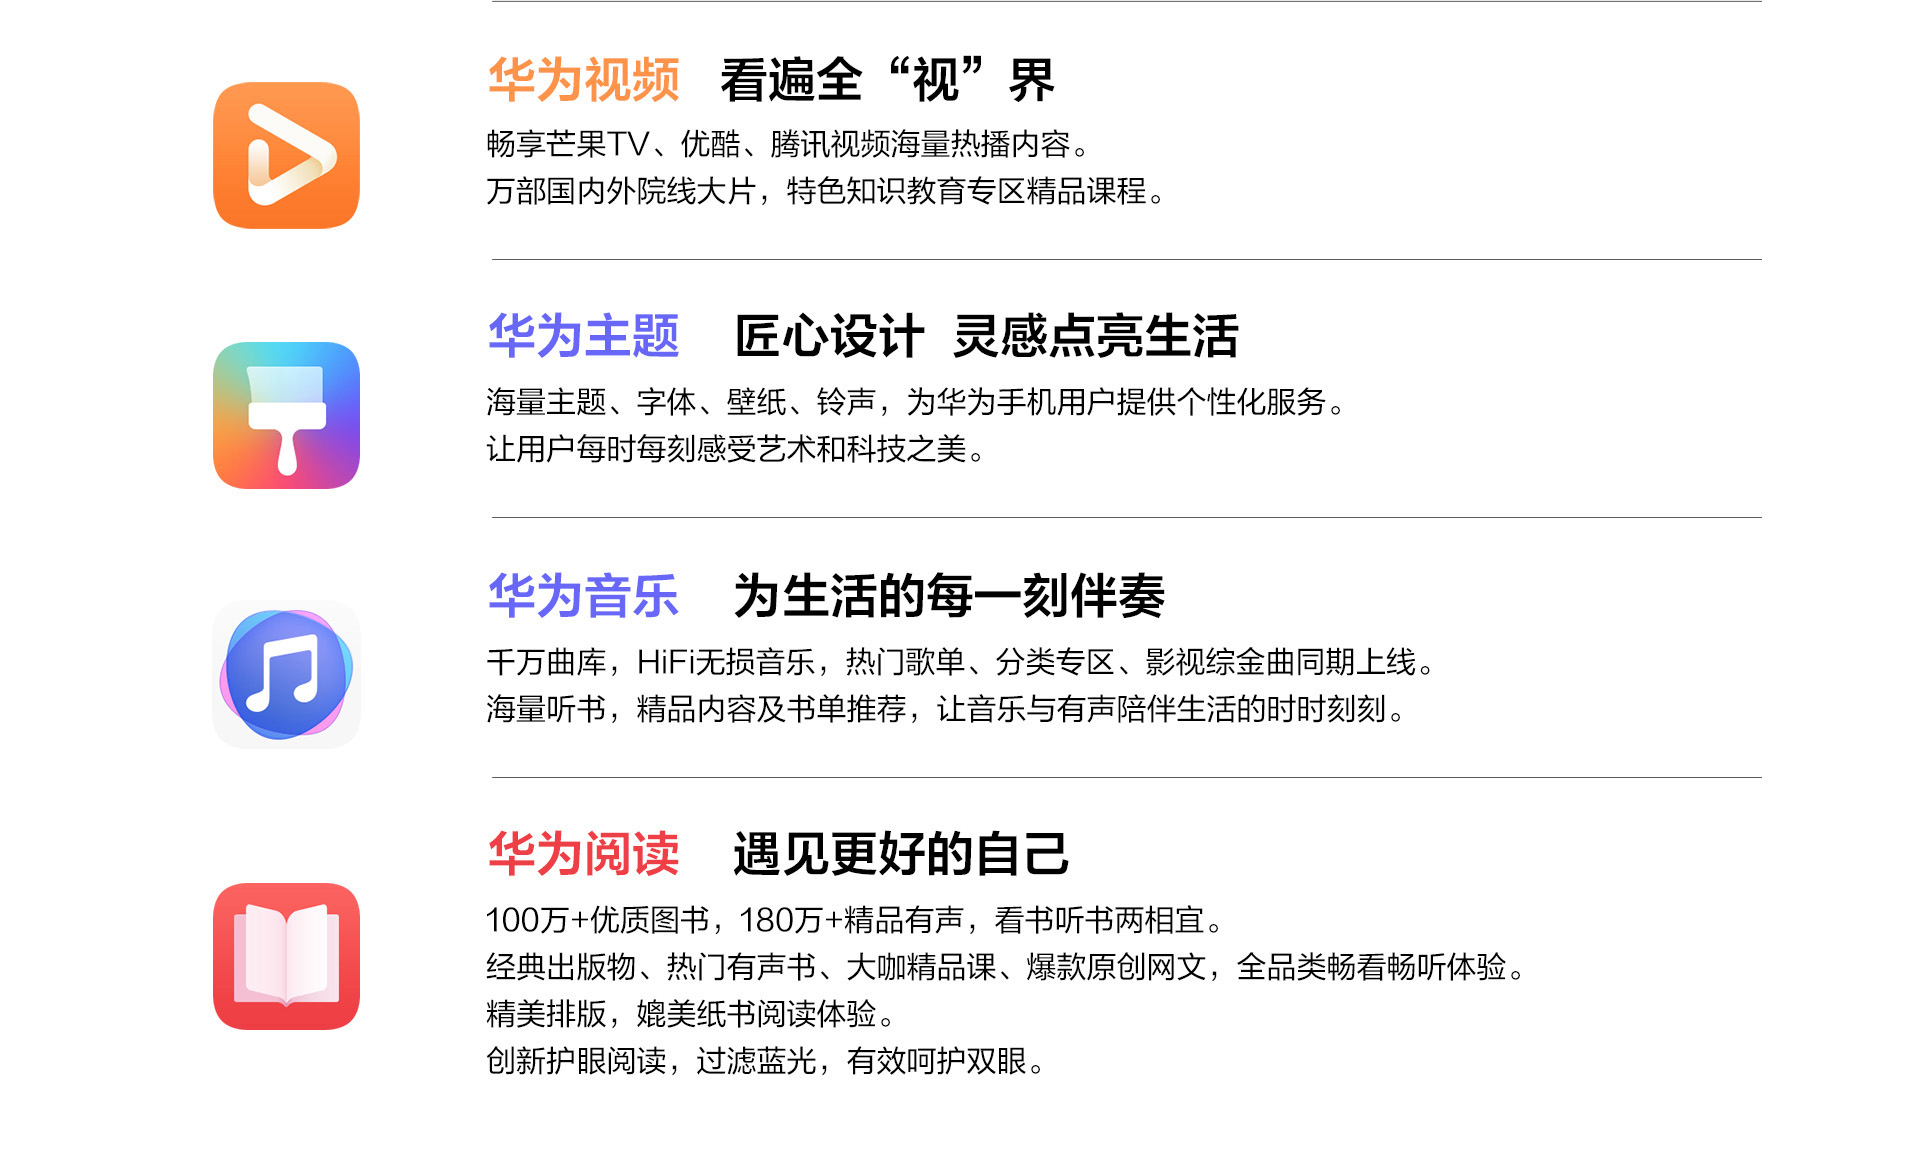 华为视频 看遍全“视”界
畅享芒果TV、优酷、腾讯视频海量热播内容。
万部国内外院线大片，特色知识教育专区精品课程。
华为主题 匠心设计 灵感点亮生活
海量主题、字体、壁纸、铃声，为华为手机用户提供个性化服务。
让用户每时每刻感受艺术和科技之美。
华为音乐 为生活的每一刻伴奏
千万曲库，HiFi无损音乐，热门歌单、分类专区、影视综金曲同期上线。
海量听书，精品内容及书单推荐，让音乐与有声陪伴生活的时时刻刻。
华为阅读 遇见更好的自己
100万+优质图书，180万+精品有声，看书听书两相宜。
经典出版物、热门有声书、大咖精品课、爆款原创网文，全品类畅看畅听体验。
精美排版，媲美纸书阅读体验。
创新护眼阅读，过滤蓝光，有效呵护双眼。